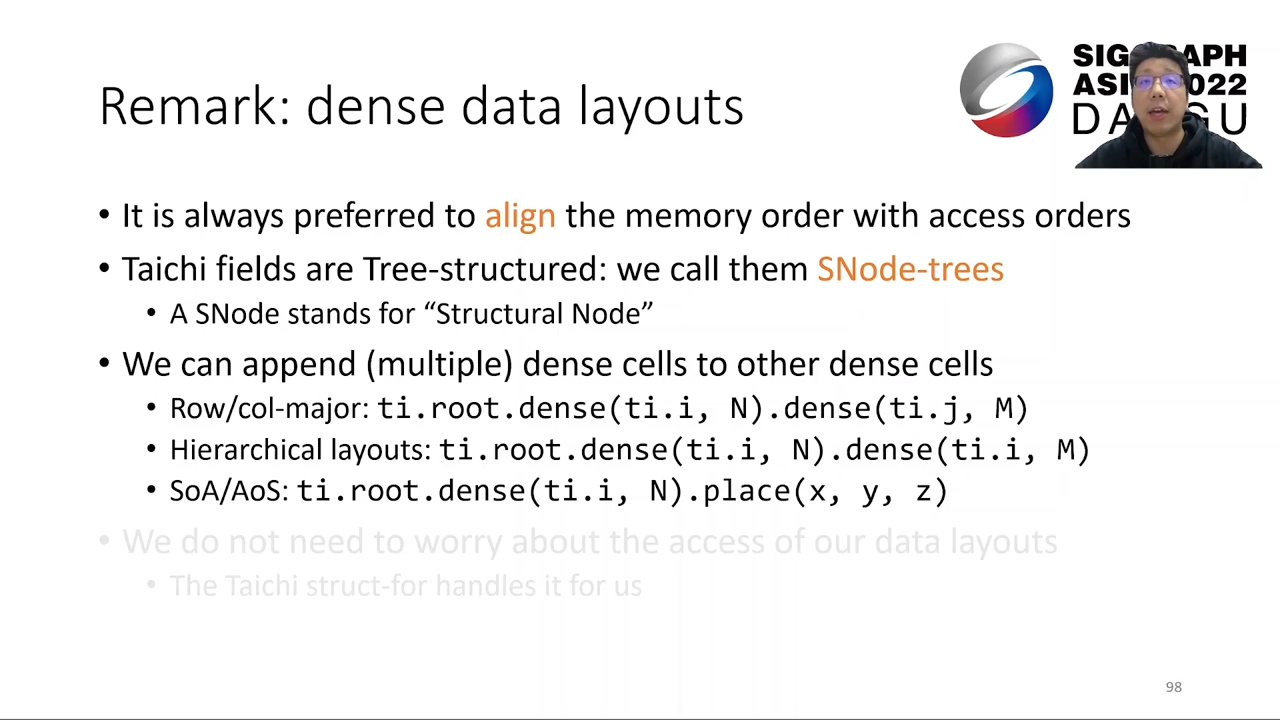 SIGGRAPH
ASIA 2022
DAEGU
Remark: dense data layouts
• It is always preferred to align the memory order with access orders
• Taichi fields are Tree-structured: we call them SNode-trees
• A SNode stands for “Structural Node”
• We can append (multiple) dense cells to other dense cells
• Row/col-major: ti.root.dense(ti.i, N).dense(ti.j, M)
• Hierarchical layouts: ti.root.dense(ti.i, N).dense(ti.i, M)
• SoA/AoS: ti.root.dense(ti.i, N).place(x, y, z)
• We do not need to worry about the access of our data layouts
• The Taichi struct-for handles it for us
98